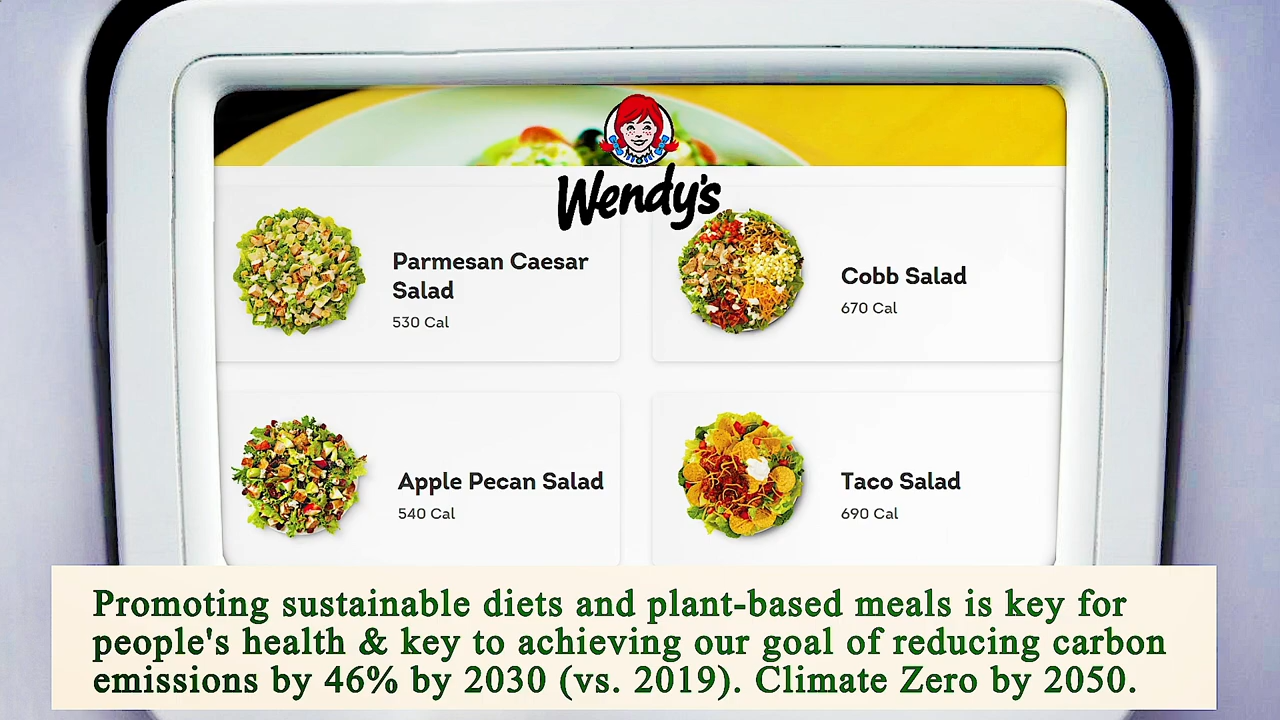 Wendy's
Parmesan Caesar
Salad
530 Cal
Cobb Salad
670 Cal
Apple Pecan Salad
540 Cal
Taco Salad
690 Cal
Promoting sustainable diets and plant-based meals is key for
people's health & key to achieving our goal of reducing carbon
emissions by 46% by 2030 (vs. 2019). Climate Zero by 2050.